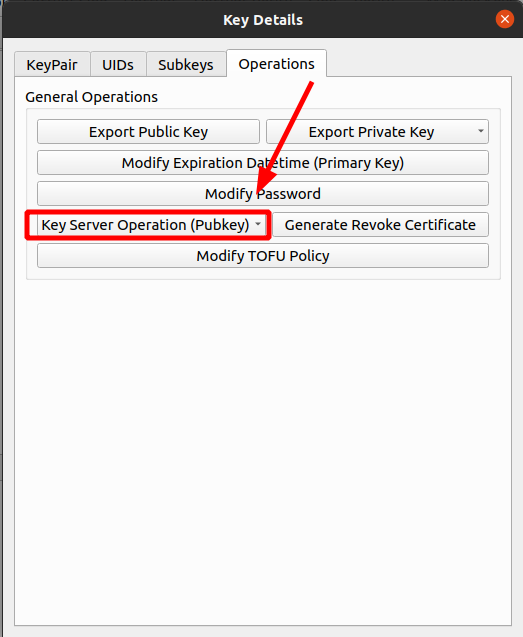 Key Details
KeyPair UIDs Subkeys Operations
General Operations
Export Public Key Export Private Key
Modify Expiration Datetime (Primary Key)
Modify Password
Key Server Operation (Pubkey) Generate Revoke Certificate
Modify TOFU Policy